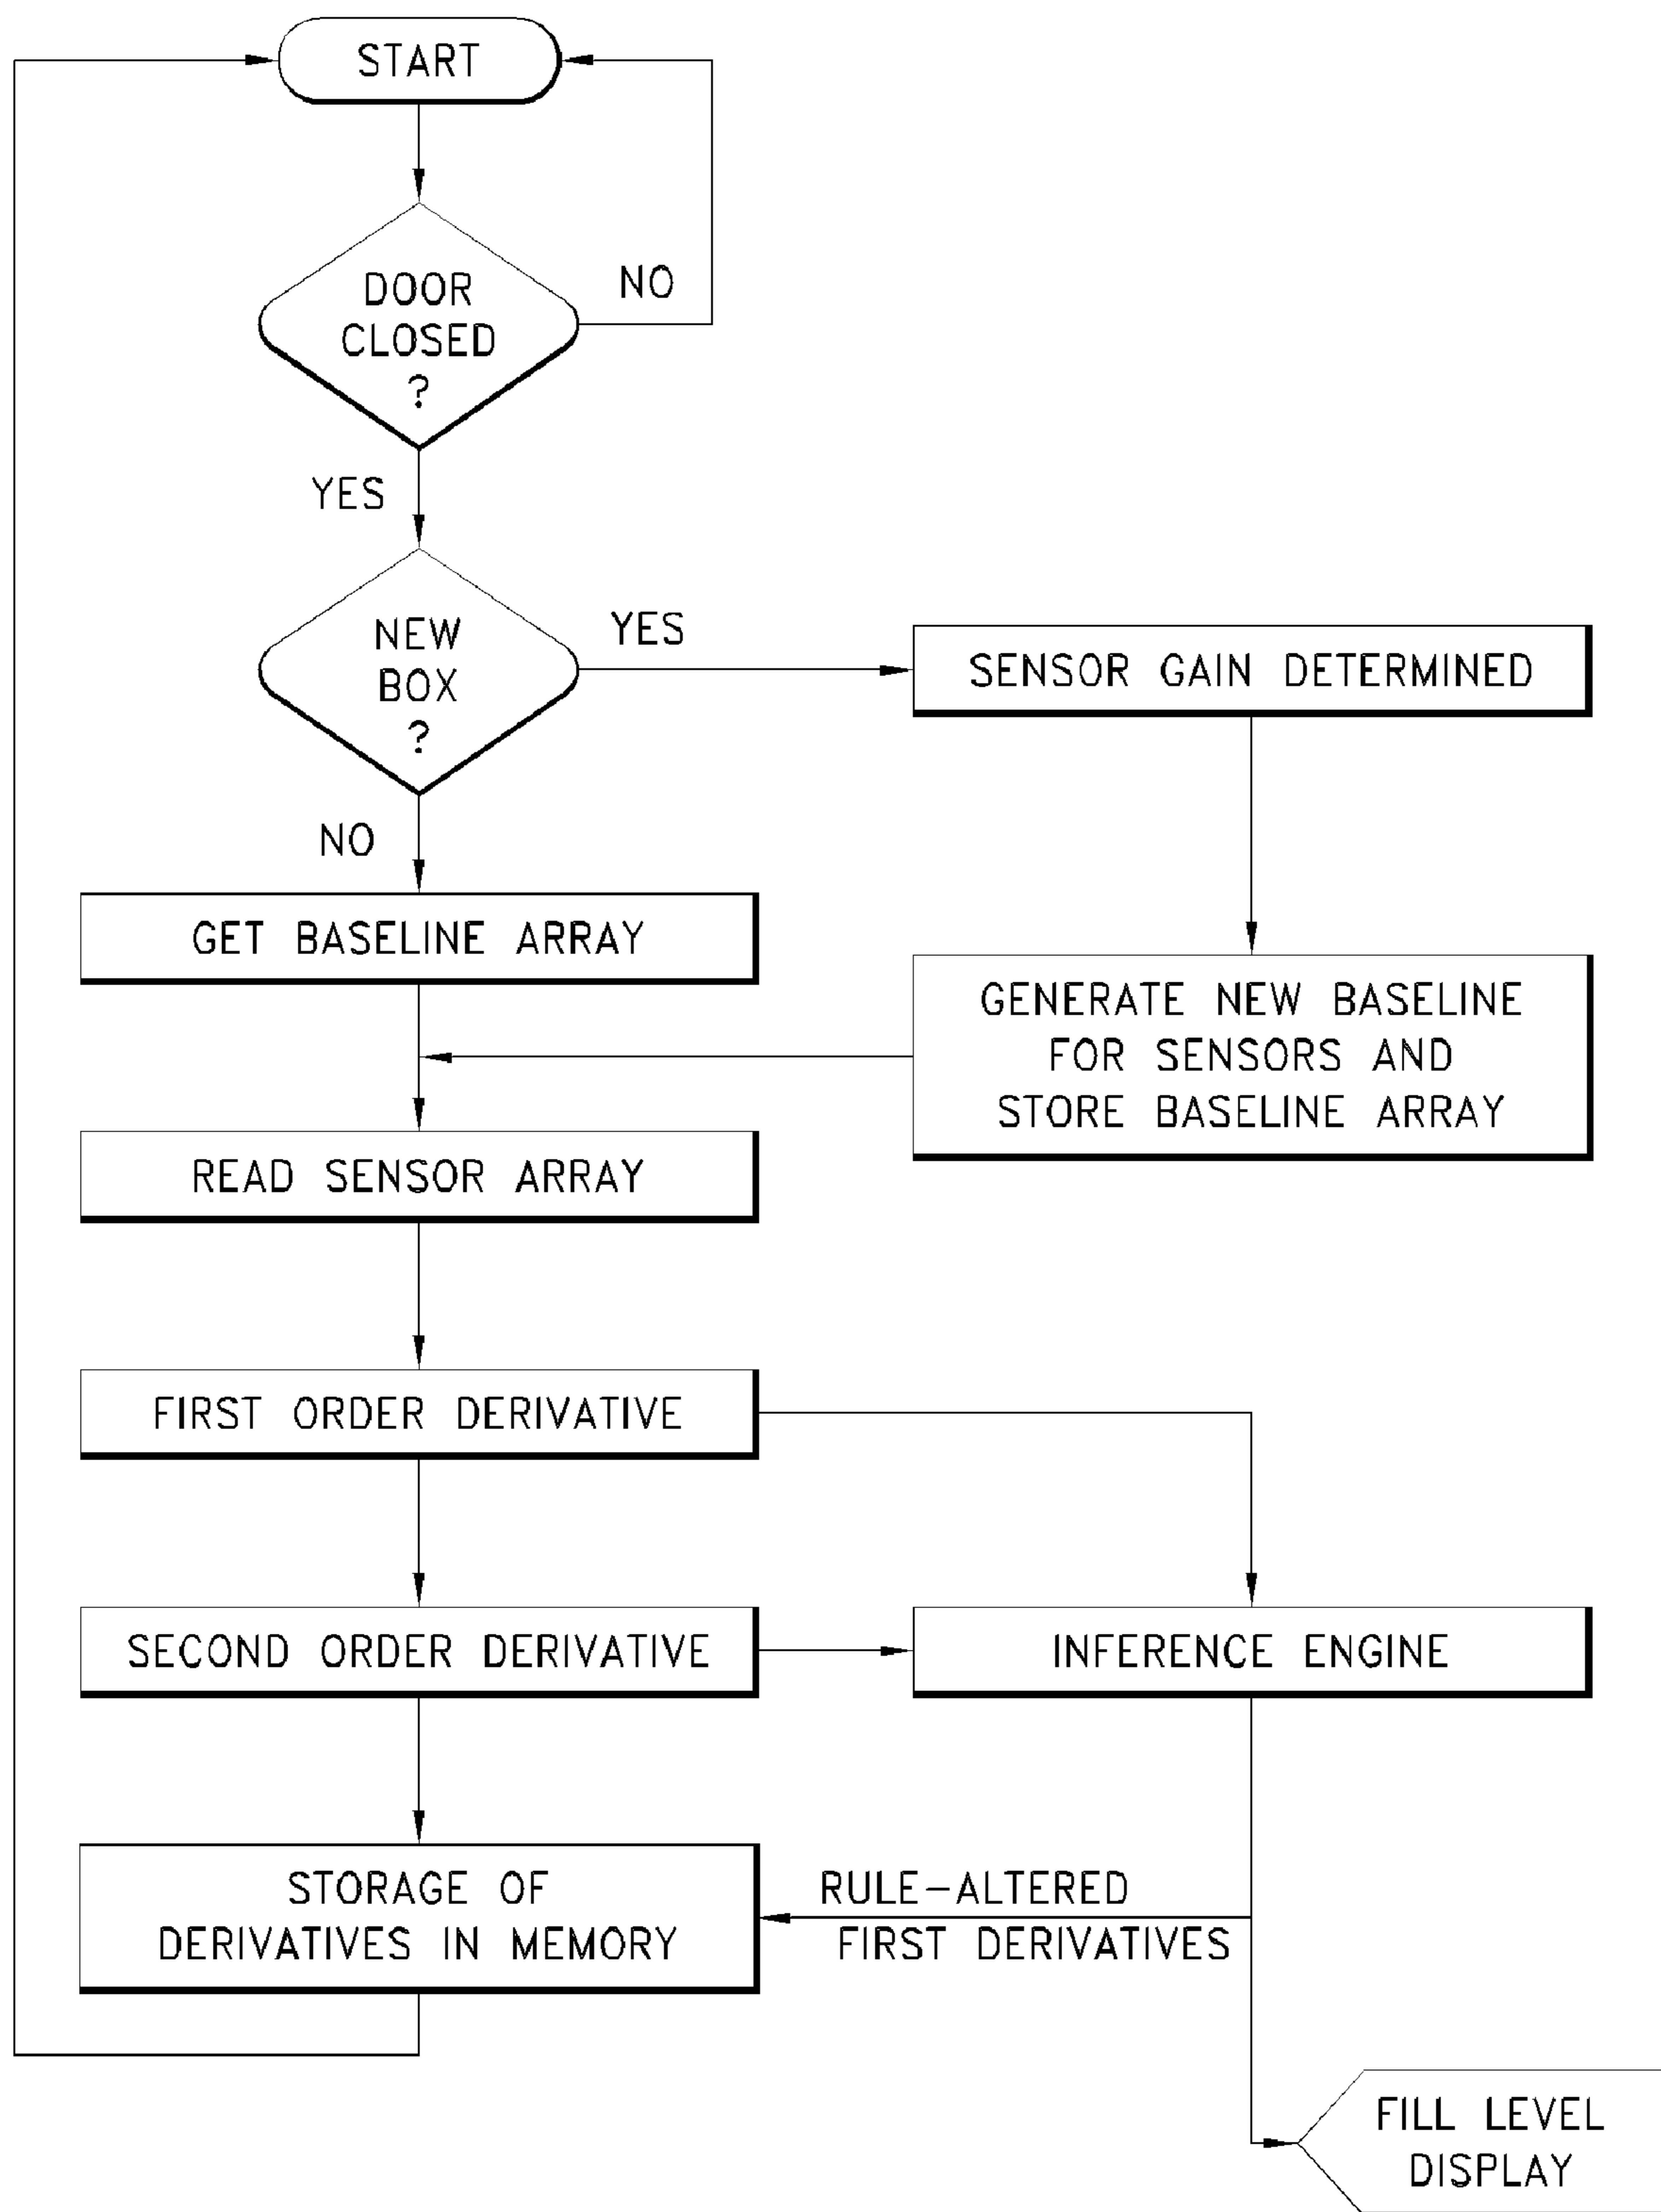 START
DOOR
CLOSED
?
NO
YES
NEW
BOX
?
YES
SENSOR GAIN DETERMINED
NO
GET BASELINE ARRAY
GENERATE NEW BASELINE
FOR SENSORS AND
STORE BASELINE ARRAY
READ SENSOR ARRAY
FIRST ORDER DERIVATIVE
SECOND ORDER DERIVATIVE
INFERENCE ENGINE
STORAGE OF
DERIVATIVES IN MEMORY
RULE-ALTERED
FIRST DERIVATIVES
FILL LEVEL
DISPLAY